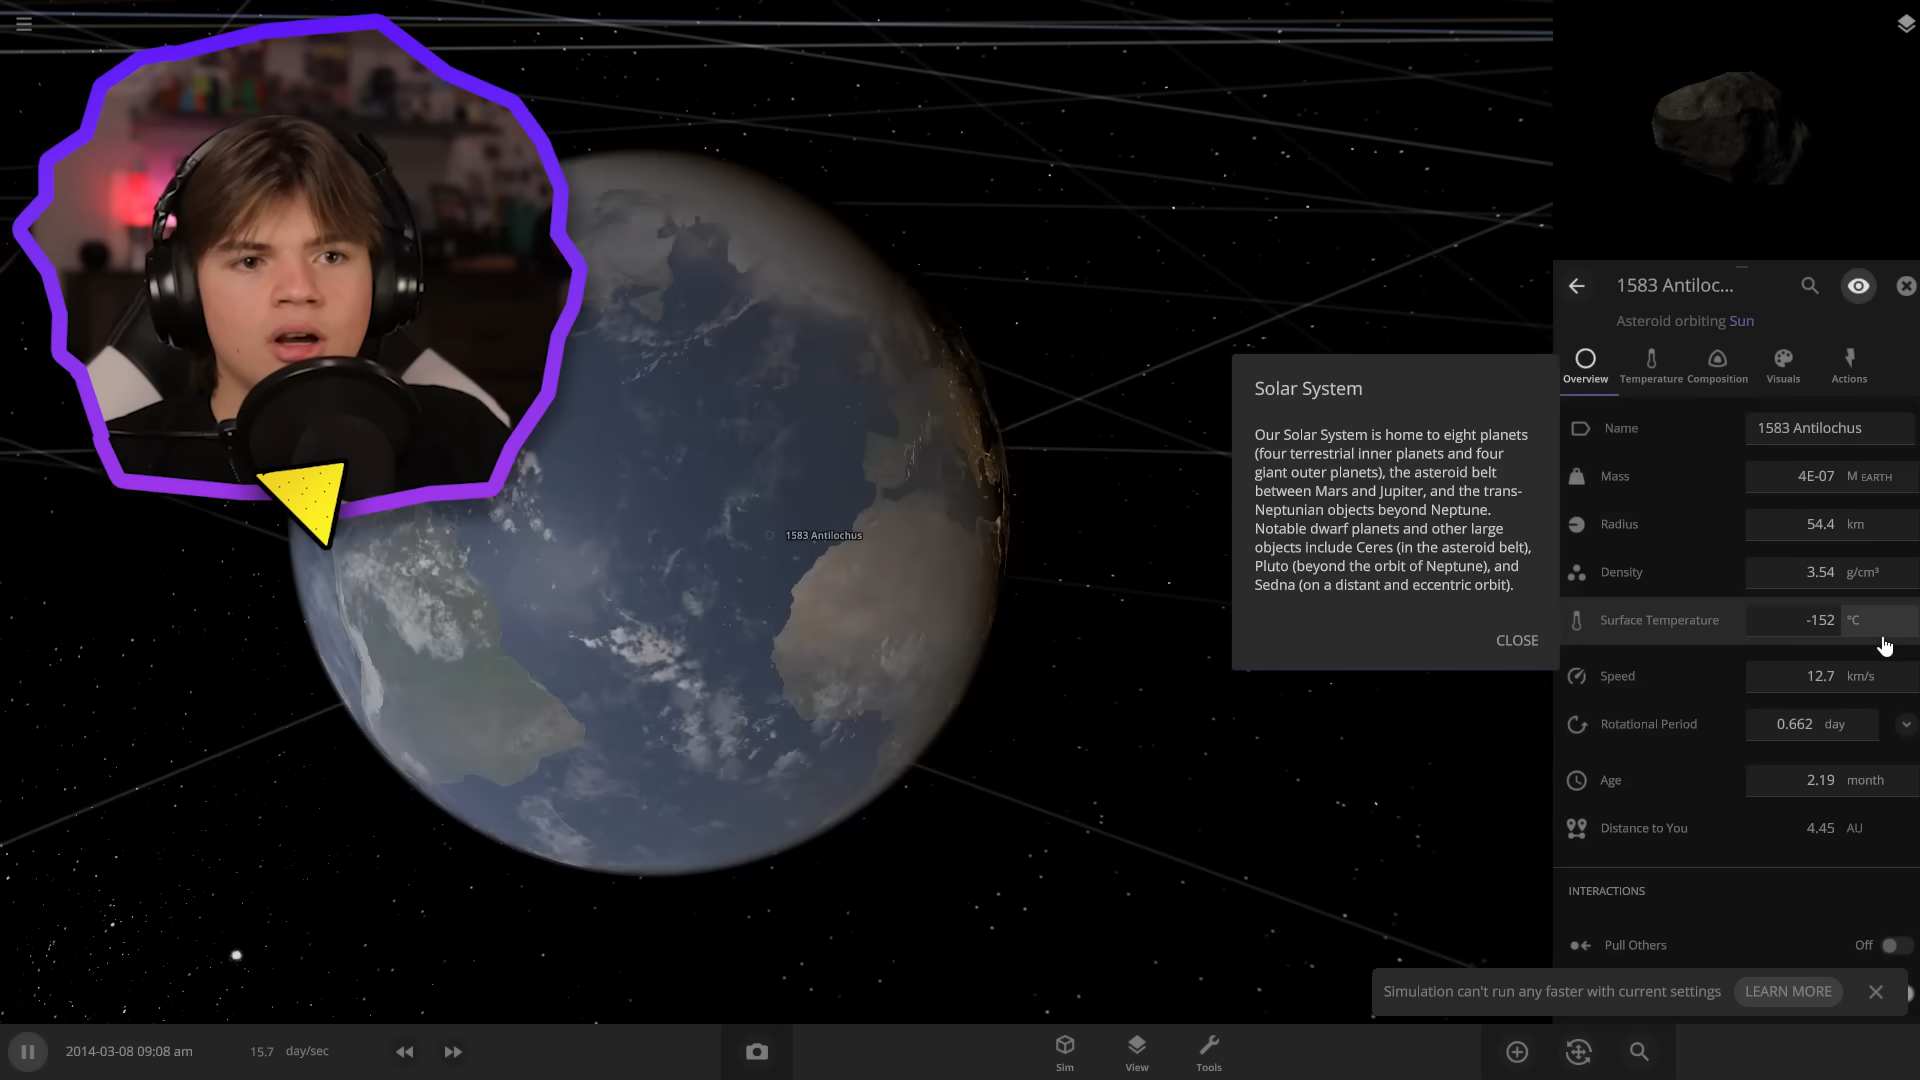 1583 Antiloc...
Asteroid orbiting Sun
Overview
Temperature
Composition
Visuals
Actions
Name
1583 Antilochus
Mass
4E-07 M EARTH
Radius
54.4 km
Density
3.54 g/cm³
Surface Temperature
-152 °C
Speed
12.7 km/s
Rotational Period
0.662 day
Age
2.19 month
Distance to You
4.45 AU
INTERACTIONS
Pull Others
Off
Solar System
Our Solar System is home to eight planets
(four terrestrial inner planets and four
giant outer planets), the asteroid belt
between Mars and Jupiter, and the trans-
Neptunian objects beyond Neptune.
Notable dwarf planets and other large
objects include Ceres (in the asteroid belt),
Pluto (beyond the orbit of Neptune), and
Sedna (on a distant and eccentric orbit).
CLOSE
1583 Antilochus
Simulation can't run any faster with current settings
LEARN MORE
2014-03-08 09:08 am
15.7 day/sec
Sim
View
Tools